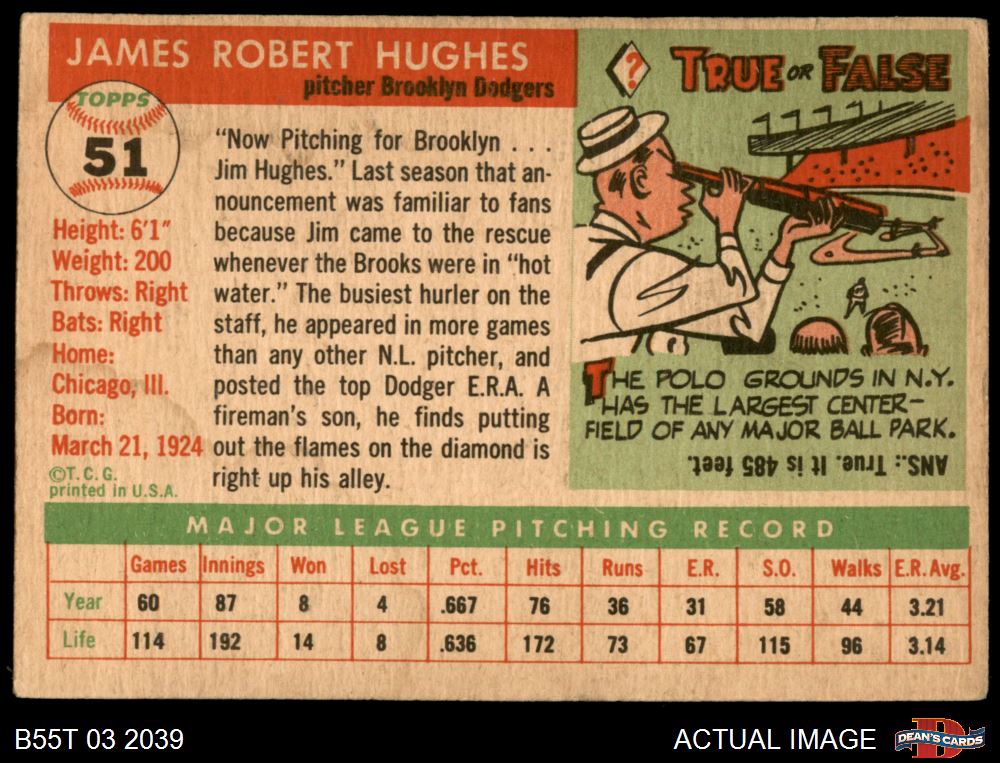 JAMES ROBERT HUGHES
pitcher Brooklyn Dodgers
TOPPS
51
Height: 6'1"
Weight: 200
Throws: Right
Bats: Right
Home:
Chicago, Ill.
Born:
March 21, 1924
©T.C.G.
printed in U.S.A.
"Now Pitching for Brooklyn . . .
Jim Hughes." Last season that an-
nouncement was familiar to fans
because Jim came to the rescue
whenever the Brooks were in "hot
water." The busiest hurler on the
staff, he appeared in more games
than any other N.L. pitcher, and
posted the top Dodger E.R.A. A
fireman's son, he finds putting
out the flames on the diamond is
right up his alley.
?
TRUE OR FALSE
THE POLO GROUNDS IN N.Y.
HAS THE LARGEST CENTER-
FIELD OF ANY MAJOR BALL PARK.
ANS.: True. It is 485 feet.
MAJOR LEAGUE PITCHING RECORD
Games Innings Won Lost Pct. Hits Runs E.R. S.O. Walks E.R. Avg.
Year 60 87 8 4 .667 76 36 31 58 44 3.21
Life 114 192 14 8 .636 172 73 67 115 96 3.14
B55T 03 2039
ACTUAL IMAGE
D
DEAN'S CARDS